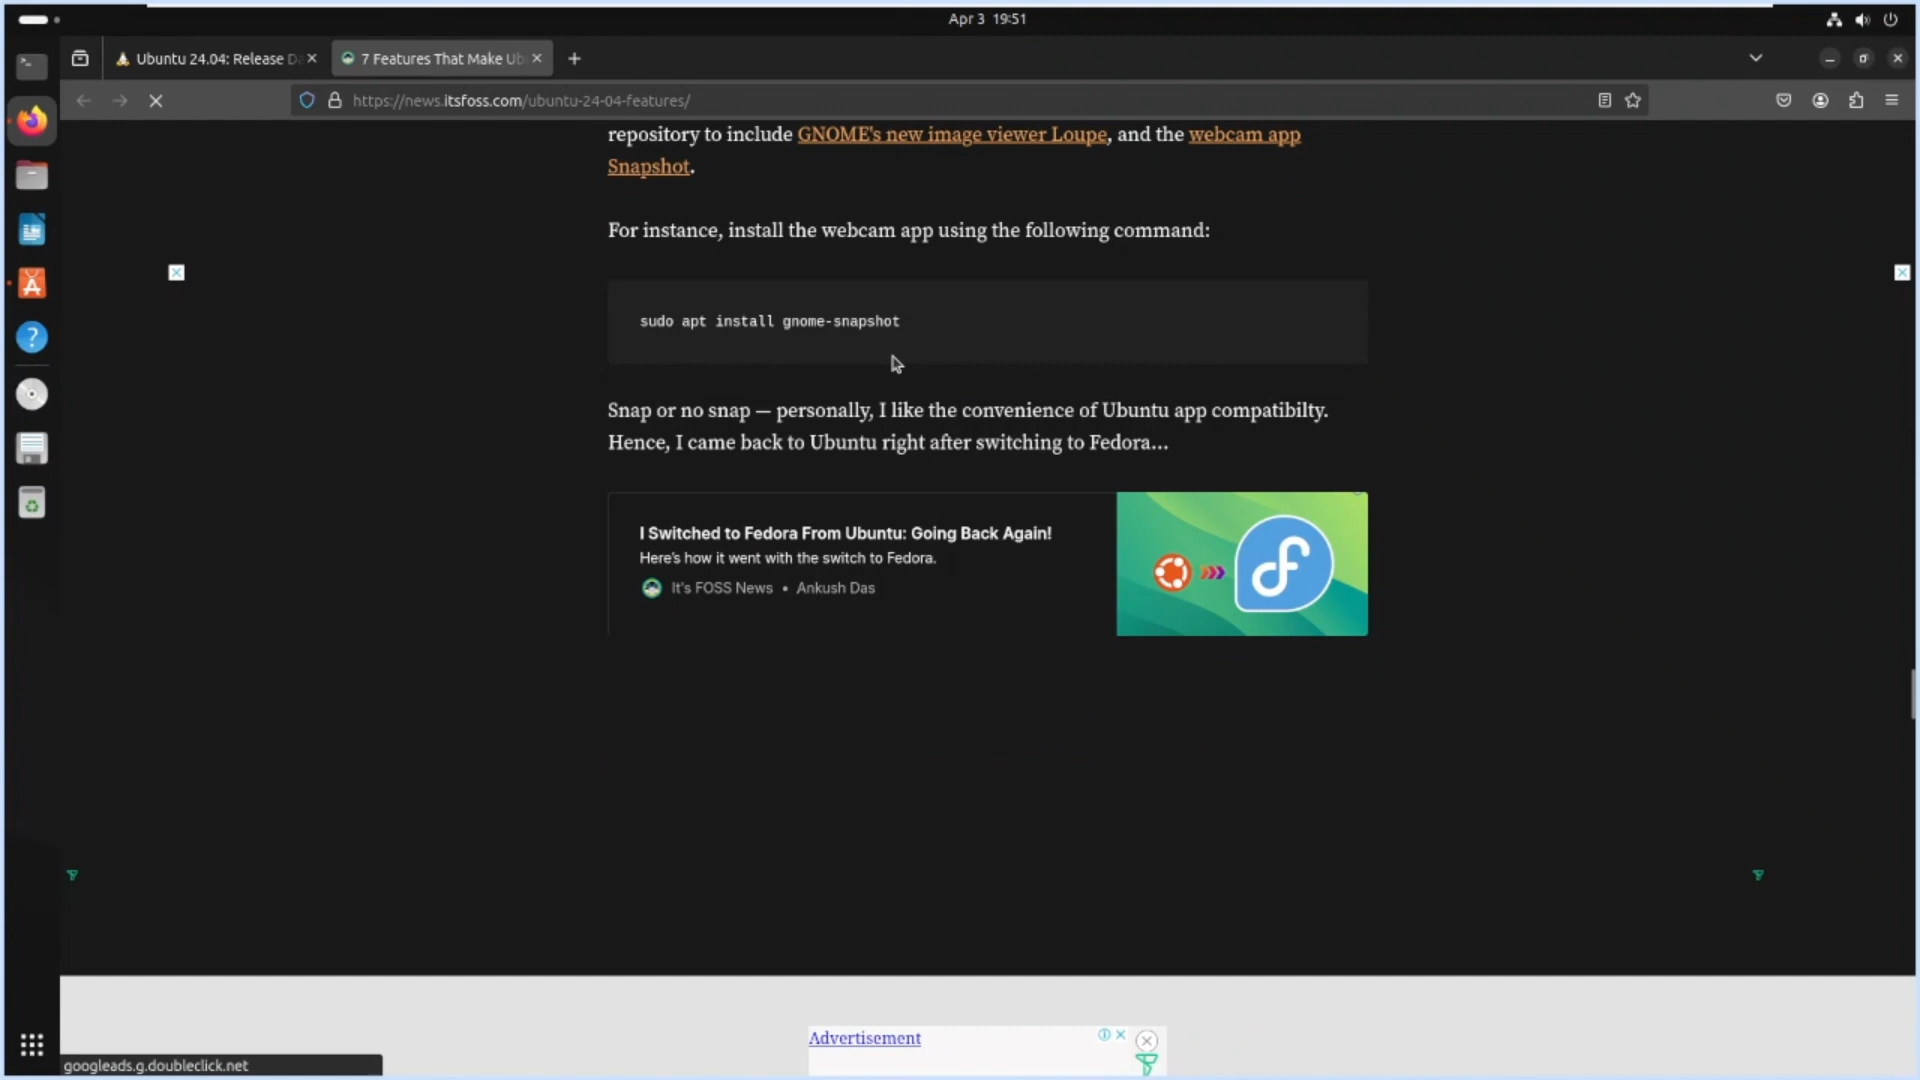 Apr 3 19:51
Ubuntu 24.04: Release D
7 Features That Make Ub
https://news.itsfoss.com/ubuntu-24-04-features/
repository to include GNOME's new image viewer Loupe, and the webcam app
Snapshot.
For instance, install the webcam app using the following command:
sudo apt install gnome-snapshot
Snap or no snap — personally, I like the convenience of Ubuntu app compatibilty.
Hence, I came back to Ubuntu right after switching to Fedora...
I Switched to Fedora From Ubuntu: Going Back Again!
Here's how it went with the switch to Fedora.
It's FOSS News • Ankush Das
Advertisement
googleads.g.doubleclick.net